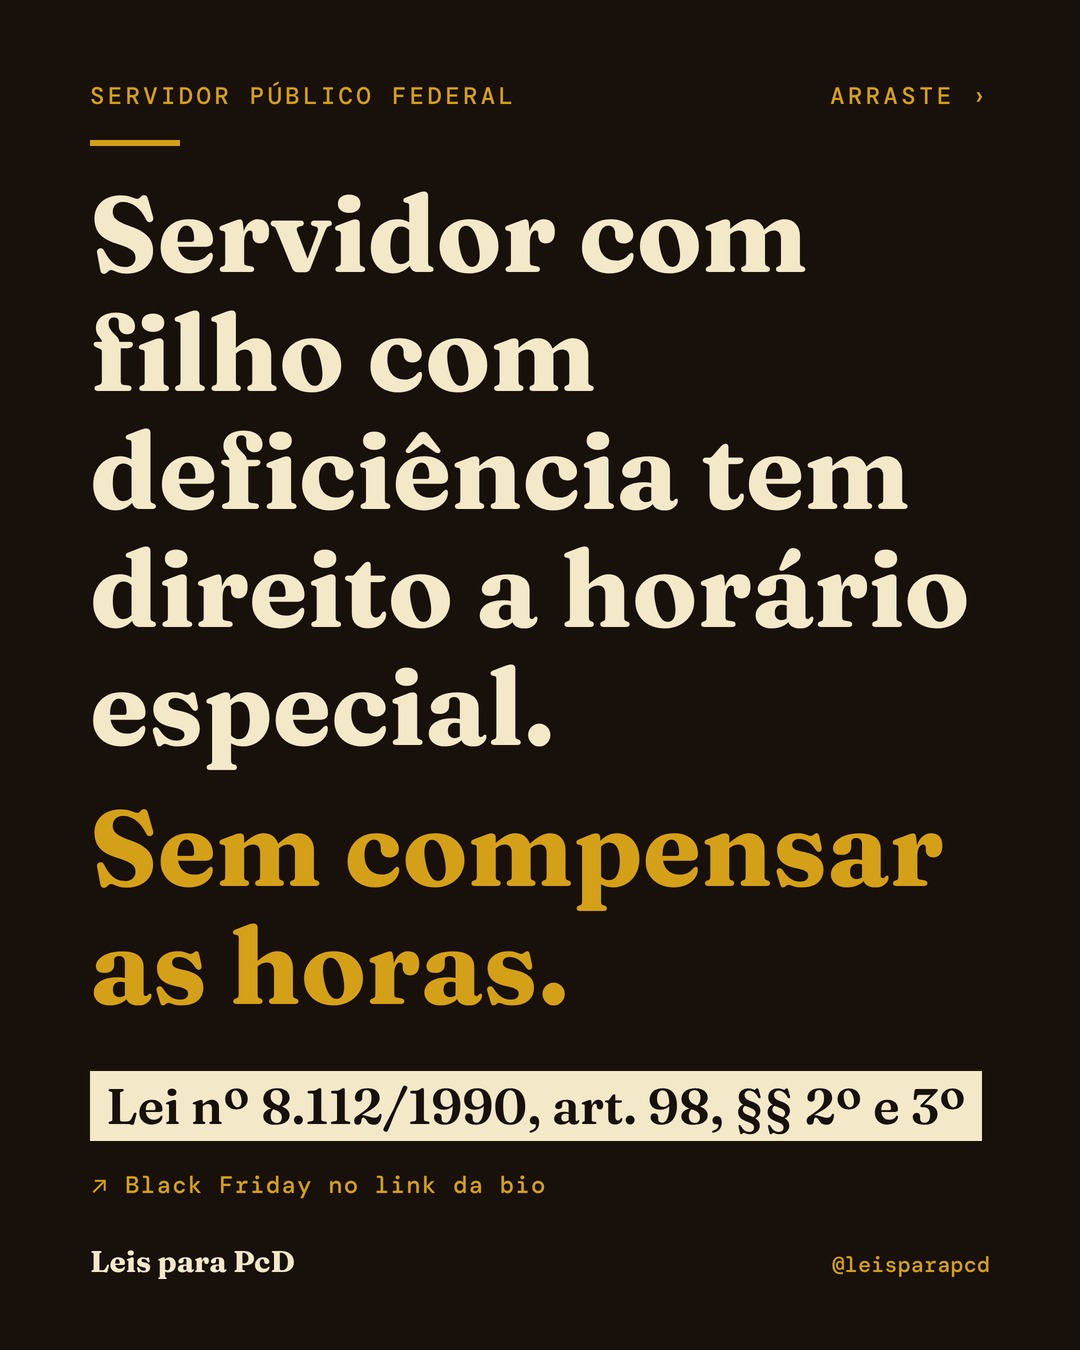 SERVIDOR PÚBLICO FEDERAL
ARRASTE ›
Servidor com
filho com
deficiência tem
direito a horário
especial.
Sem compensar
as horas.
Lei nº 8.112/1990, art. 98, §§ 2º e 3º
↗ Black Friday no link da bio
Leis para PcD
@leisparapcd